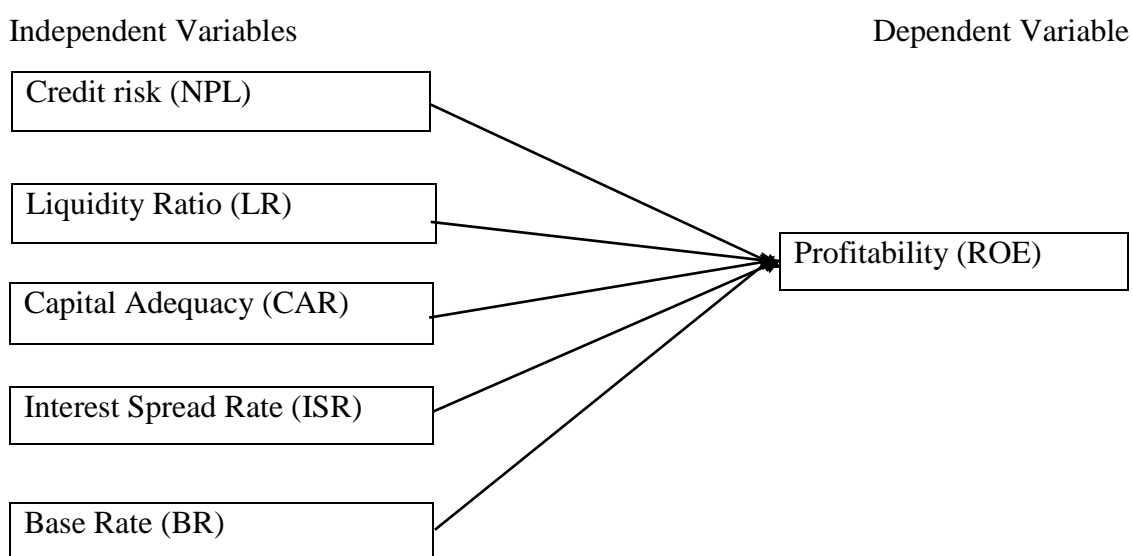 Independent Variables
Dependent Variable
Credit risk (NPL)
Liquidity Ratio (LR)
Profitability (ROE)
Capital Adequacy (CAR)
Interest Spread Rate (ISR)
Base Rate (BR)